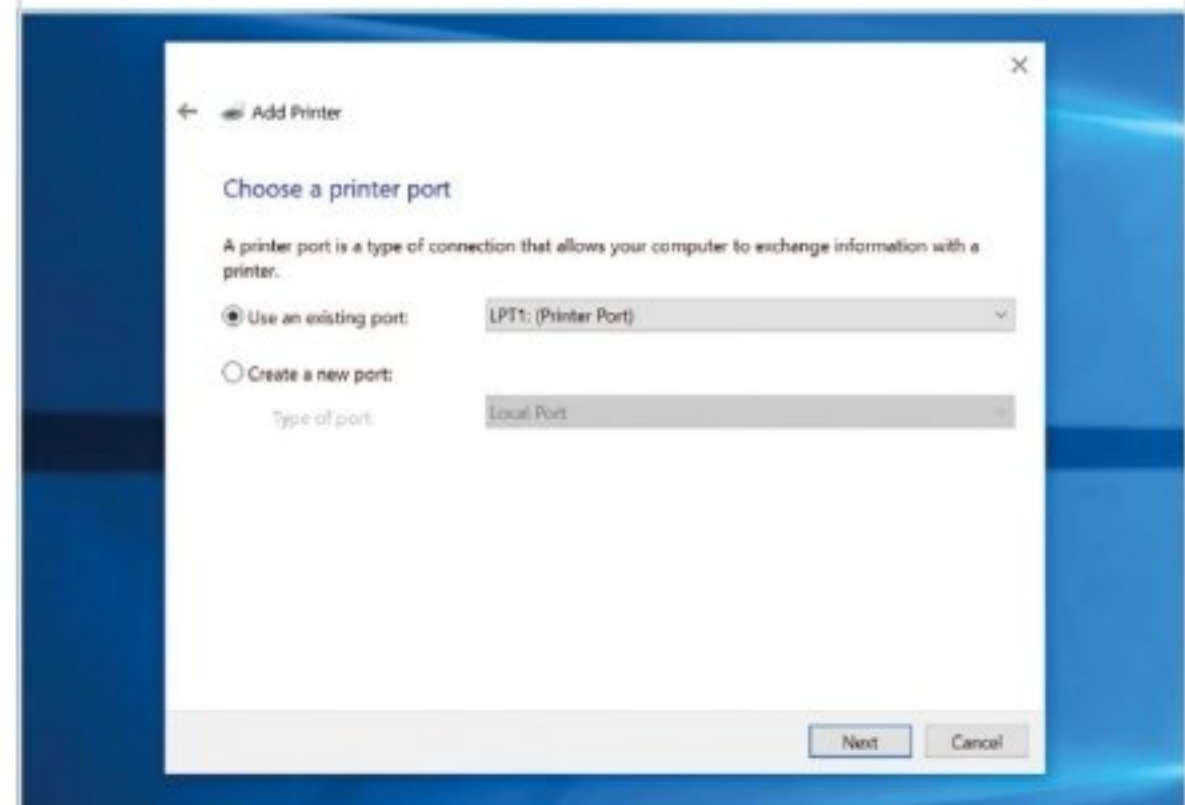 Add Printer
Choose a printer port
A printer port is a type of connection that allows your computer to exchange information with a
printer.
Use an existing port: LPT1: (Printer Port)
Create a new port:
Type of port: Local Port
Next Cancel